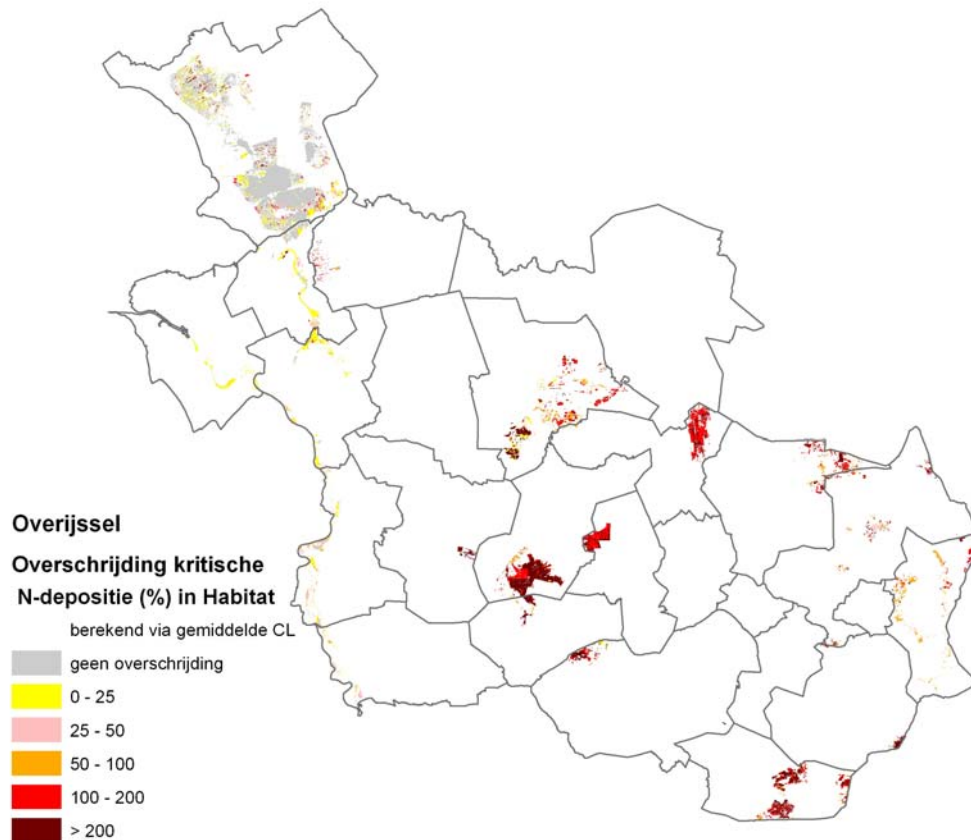 Overijssel
Overschrijding kritische
N-depositie (%) in Habitat
berekend via gemiddelde CL
geen overschrijding
0 - 25
25 - 50
50 - 100
100 - 200
> 200